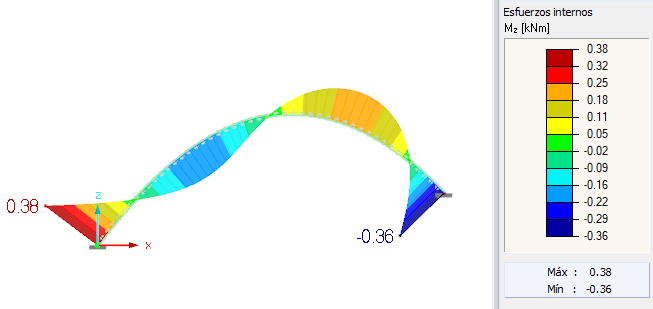 Esfuerzos internos
Mz [kNm]
0.38
0.32
0.25
0.18
0.11
0.05
-0.02
-0.09
-0.16
-0.22
-0.29
-0.36
Máx : 0.38
Mín : -0.36
0.38
z
x
-0.36